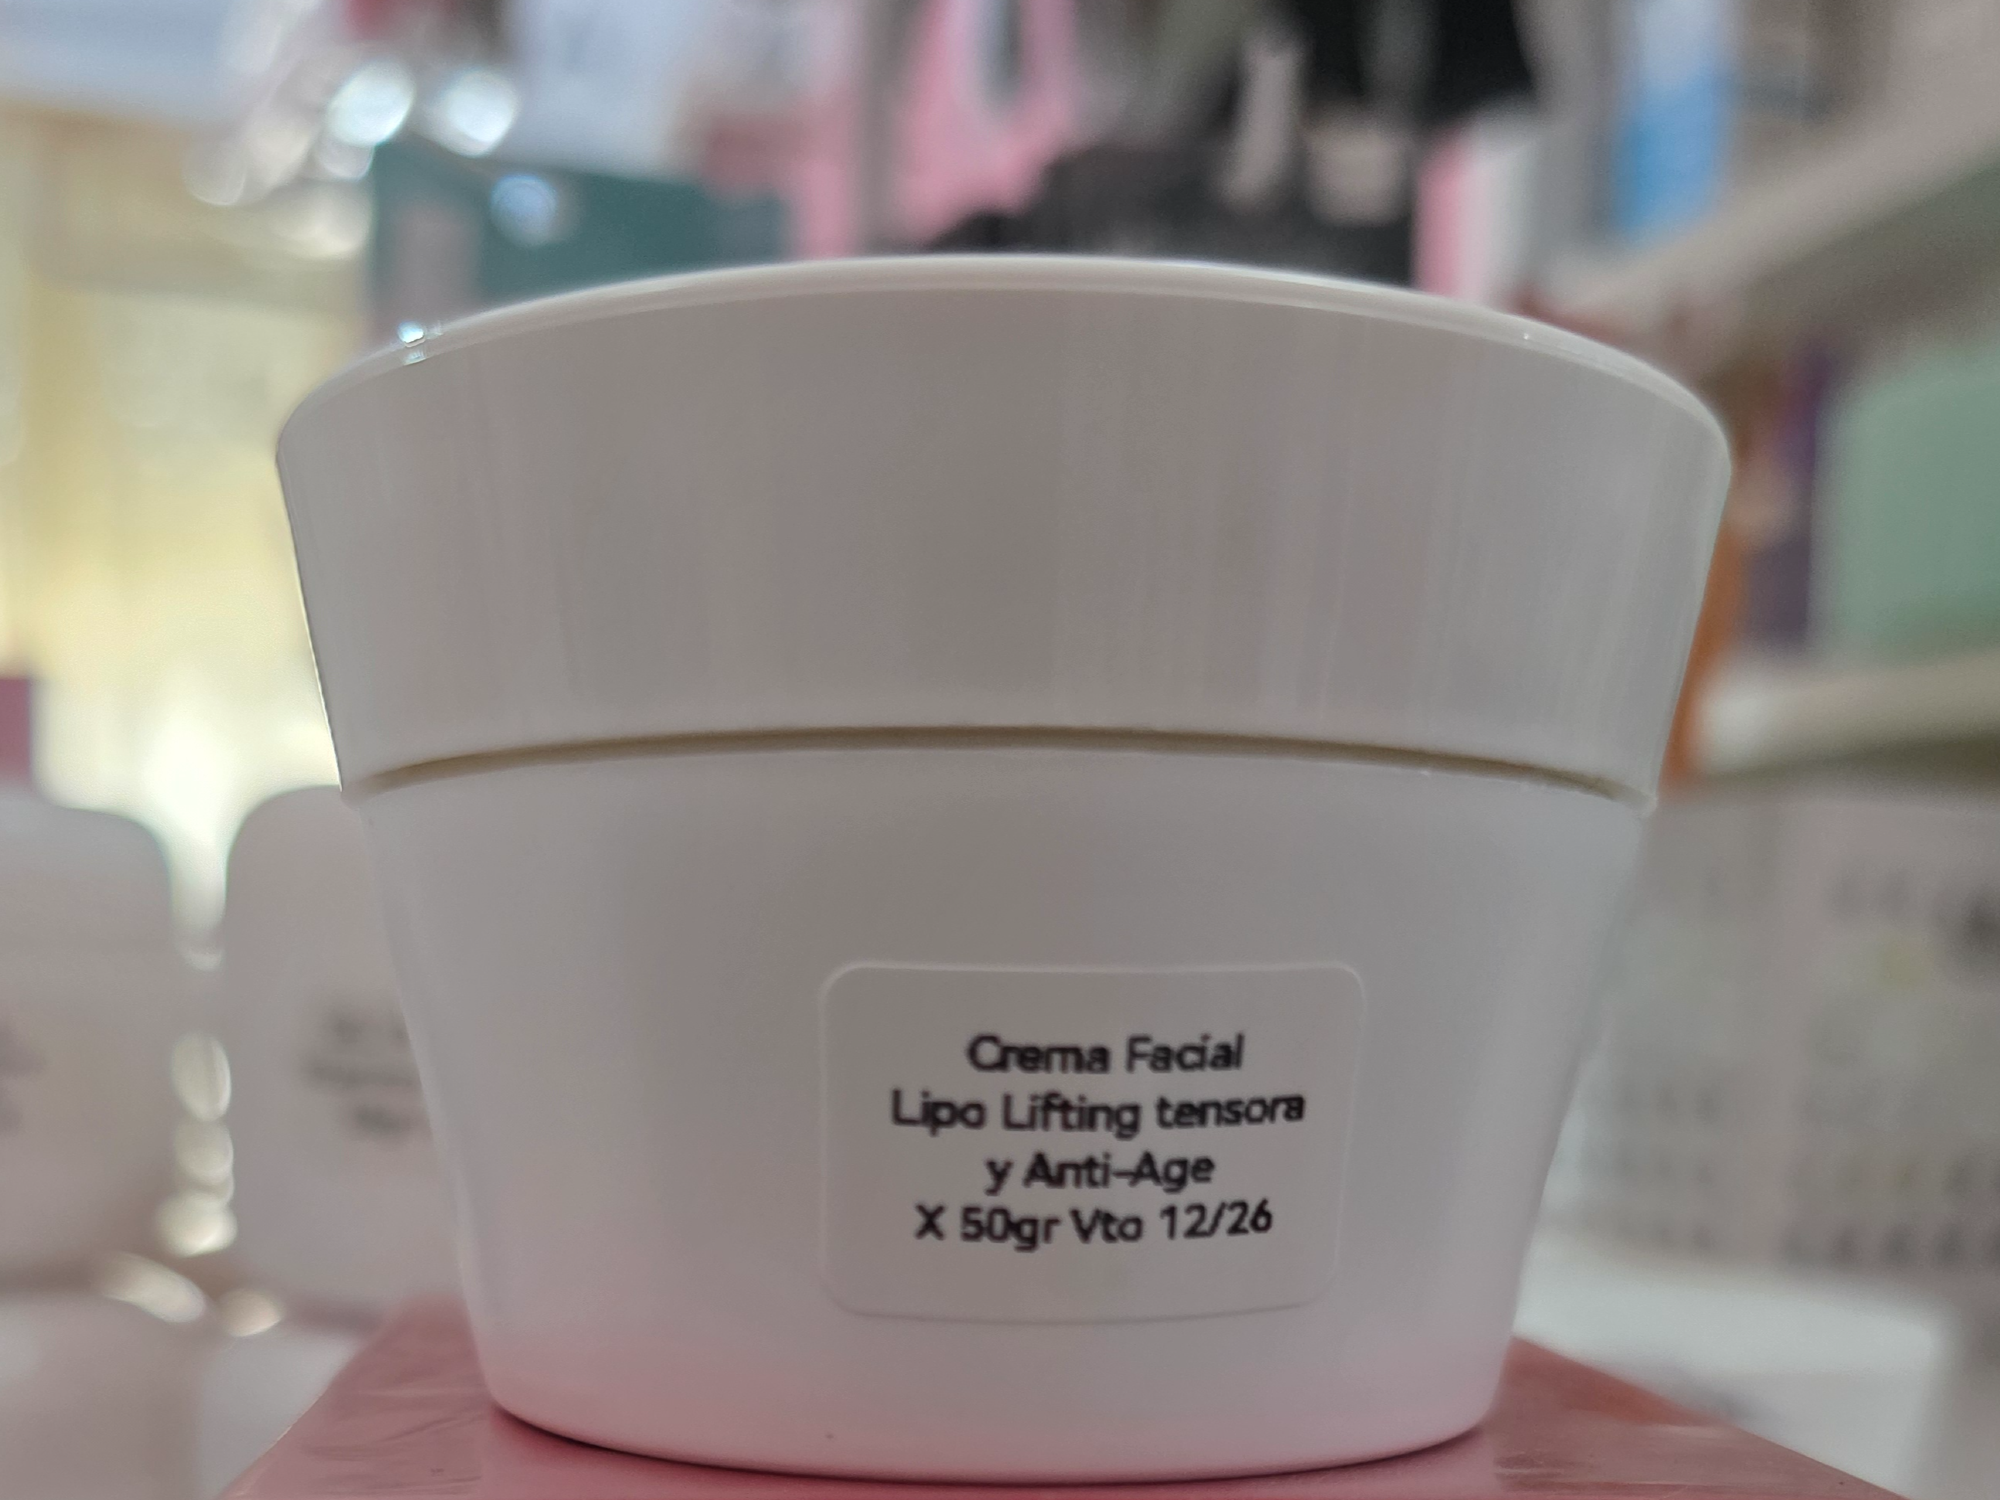 Crema Facial
Lipo Lifting tensora
y Anti-Age
X 50gr Vto 12/26